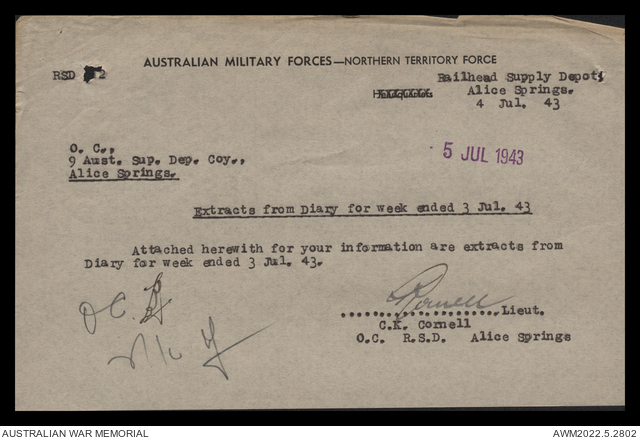 AUSTRALIAN MILITARY FORCES—NORTHERN TERRITORY FORCE
RSD 2
Railhead Supply Depot,
Headquarters
Alice Springs.
4 Jul. 43
O. C.,
9 Aust. Sup. Dep. Coy.,
Alice Springs.
5 JUL 1943
Extracts from Diary for week ended 3 Jul. 43
Attached herewith for your information are extracts from
Diary for week ended 3 Jul. 43.
Lieut.
C.K. Cornell
O.C. R.S.D. Alice Springs
O C.
AUSTRALIAN WAR MEMORIAL
AWM2022.5.2802